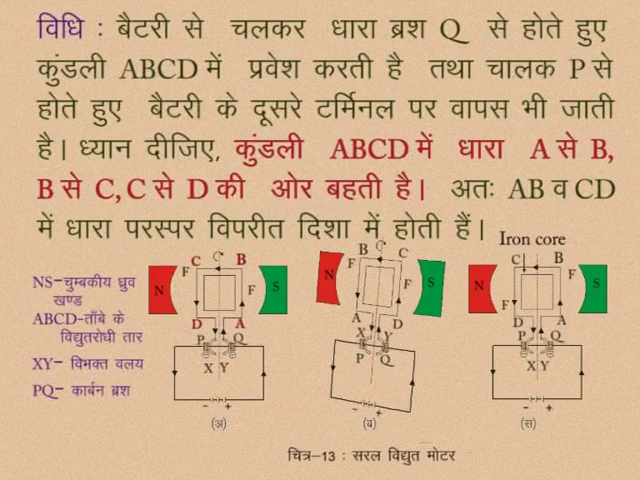 विधि : बैटरी से चलकर धारा ब्रश Q से होते हुए
कुंडली ABCD में प्रवेश करती है तथा चालक P से
होते हुए बैटरी के दूसरे टर्मिनल पर वापस भी जाती
है। ध्यान दीजिए, कुंडली ABCD में धारा A से B,
B से C, C से D की ओर बहती है। अतः AB व CD
में धारा परस्पर विपरीत दिशा में होती हैं।
NS-चुम्बकीय ध्रुव
खण्ड
ABCD-ताँबे के
विद्युतरोधी तार
XY- विभक्त वलय
PQ- कार्बन ब्रश
C B
F
N S
F
D A
P Q
X Y
- +
(अ)
B C
F
N S
F
A D
X Y
P Q
- +
(ब)
Iron core
C B
F
N S
F
D A
P Q
X Y
- +
(स)
चित्र-13 : सरल विद्युत मोटर